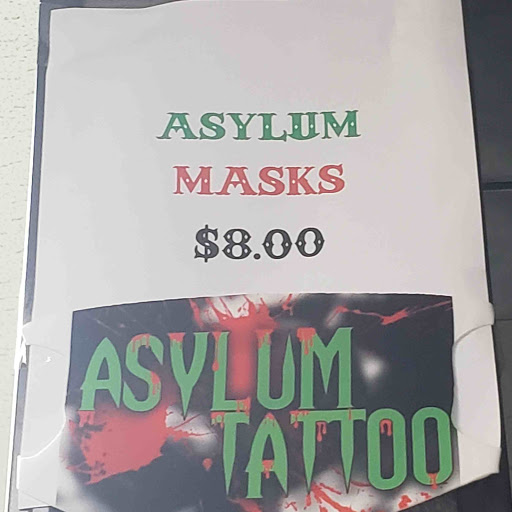 ASYLUM
MASKS
$8.00
ASYLUM
TATTOO